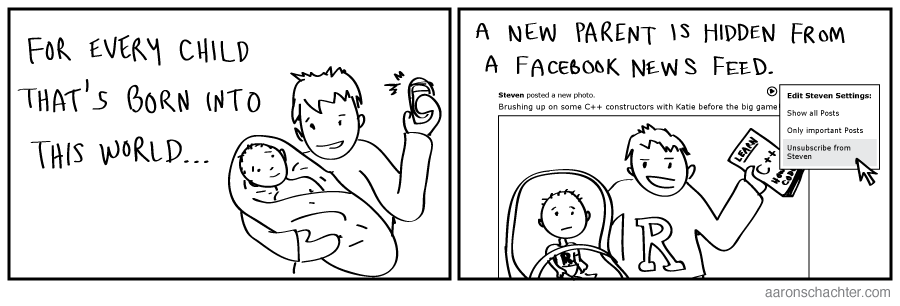 FOR EVERY CHILD
THAT'S BORN INTO
THIS WORLD...
A NEW PARENT IS HIDDEN FROM
A FACEBOOK NEWS FEED.
Steven posted a new photo.
Brushing up on some C++ constructors with Katie before the big game
Edit Steven Settings:
Show all Posts
Only important Posts
Unsubscribe from
Steven
LEARN
C++
R
R
aaronschachter.com